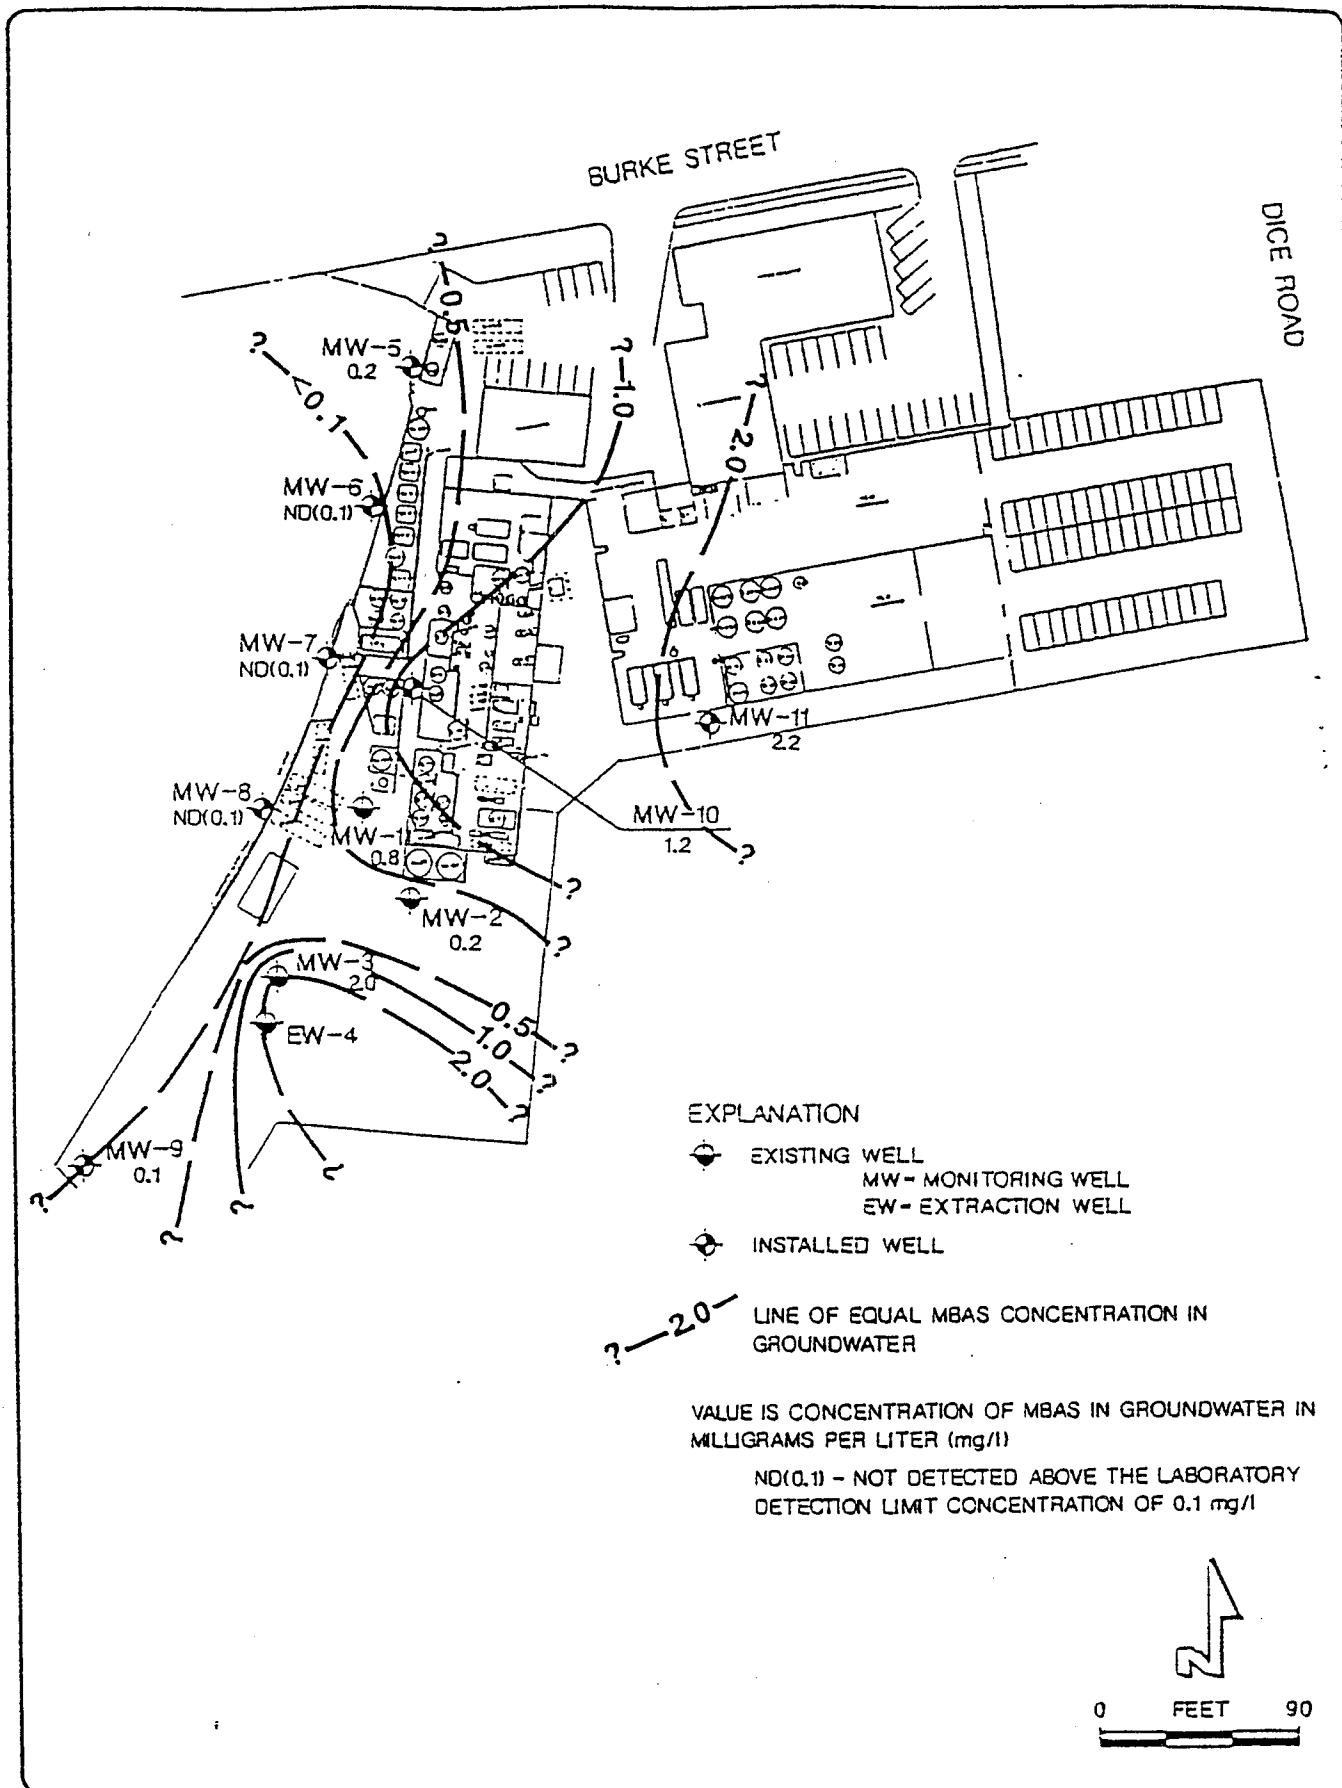 BURKE STREET
DICE ROAD
?
<0.5
MW-5
0.2
?
<0.1
?
1.0
?
2.0
MW-6
ND(0.1)
MW-7
ND(0.1)
MW-11
2.2
MW-8
ND(0.1)
MW-1
0.8
MW-10
1.2
?
?
MW-2
0.2
?
MW-3
2.0
EW-4
0.5
?
1.0
?
2.0
?
MW-9
0.1
?
?
?
?
EXPLANATION
EXISTING WELL
MW- MONITORING WELL
EW- EXTRACTION WELL
INSTALLED WELL
?—2.0— LINE OF EQUAL MBAS CONCENTRATION IN
GROUNDWATER
VALUE IS CONCENTRATION OF MBAS IN GROUNDWATER IN
MILLIGRAMS PER LITER (mg/l)
ND(0.1) - NOT DETECTED ABOVE THE LABORATORY
DETECTION LIMIT CONCENTRATION OF 0.1 mg/l
N
0 FEET 90